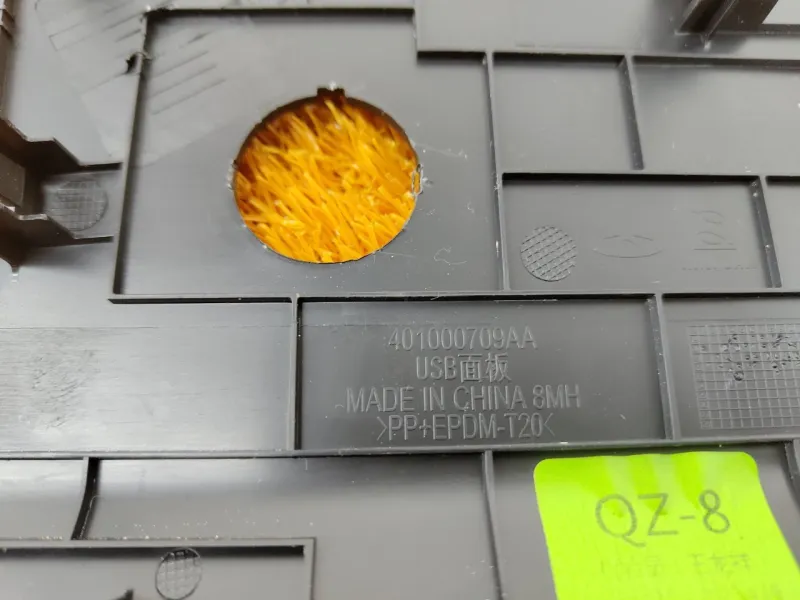 401000709AA
USB面板
MADE IN CHINA 8MH
>PP+EPDM-T20<
QZ-8